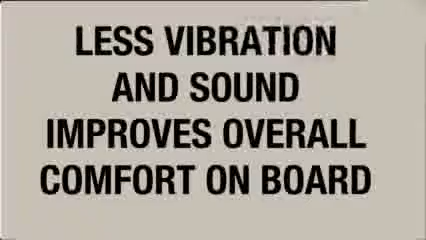 LESS VIBRATION
AND SOUND
IMPROVES OVERALL
COMFORT ON BOARD